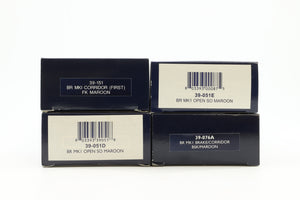 39-151
BR MK1 CORRIDOR (FIRST)
FK MAROON
39-051E
BR MK1 OPEN SO MAROON
39-051D
BR MK1 OPEN SO MAROON
39-076A
BR MK1 BRAKE/CORRIDOR
BSK/MAROON